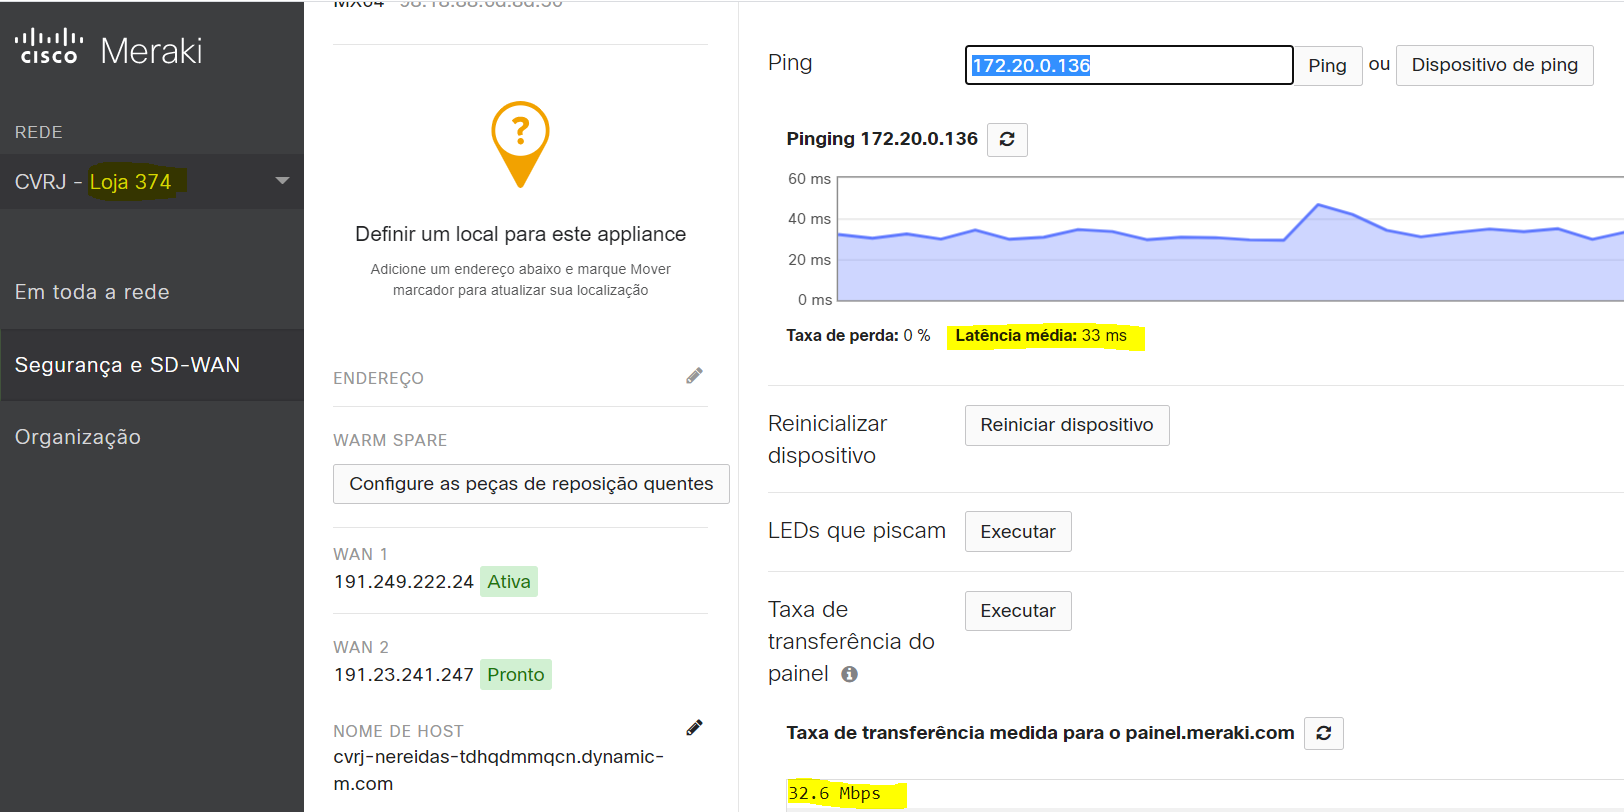 cisco Meraki
REDE
CVRJ - Loja 374
Em toda a rede
Segurança e SD-WAN
Organização
?
Definir um local para este appliance
Adicione um endereço abaixo e marque Mover
marcador para atualizar sua localização
ENDEREÇO
WARM SPARE
Configure as peças de reposição quentes
WAN 1
191.249.222.24 Ativa
WAN 2
191.23.241.247 Pronto
NOME DE HOST
cvrj-nereidas-tdhqdmmqcn.dynamic-
m.com
Ping 172.20.0.136 Ping ou Dispositivo de ping
Pinging 172.20.0.136
60 ms
40 ms
20 ms
0 ms
Taxa de perda: 0 % Latência média: 33 ms
Reinicializar
dispositivo
Reiniciar dispositivo
LEDs que piscam Executar
Taxa de
transferência do
painel
Executar
Taxa de transferência medida para o painel.meraki.com
32.6 Mbps